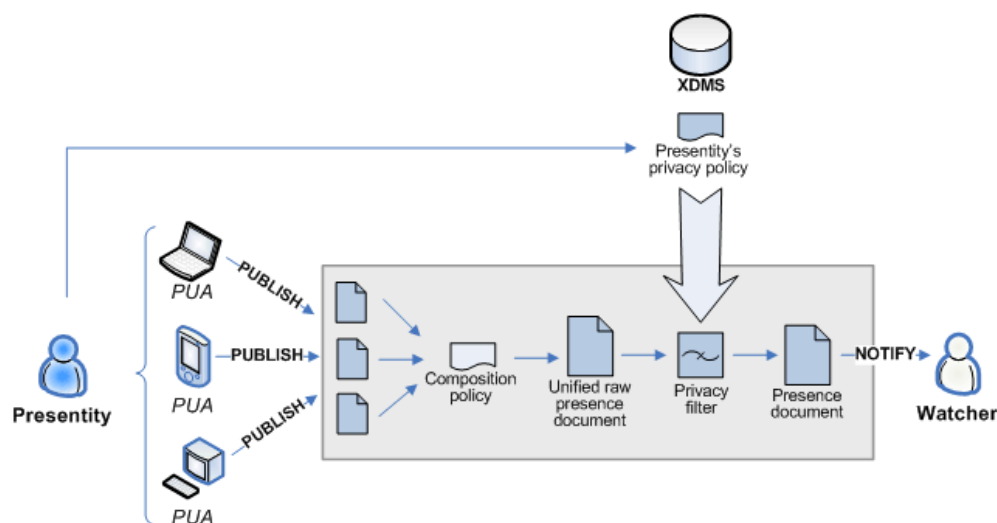 XDMS
Presentity's
privacy policy
PUA
PUBLISH
PUA
PUBLISH
PUA
PUBLISH
Presentity
Composition
policy
Unified raw
presence
document
Privacy
filter
Presence
document
NOTIFY
Watcher